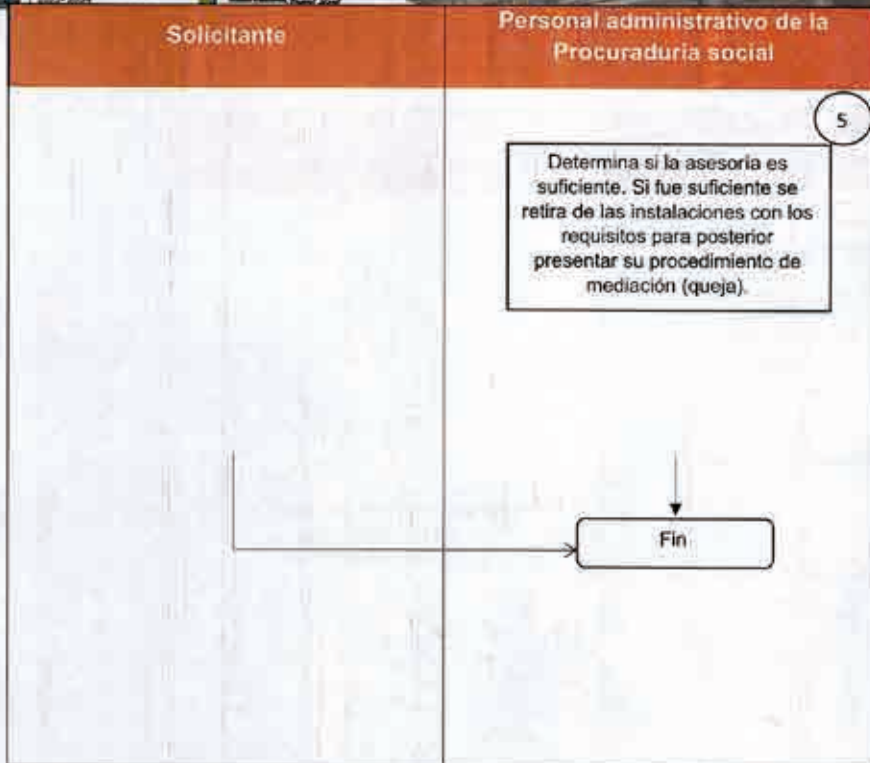 Solicitante
Personal administrativo de la
Procuraduría social
5
Determina si la asesoría es
suficiente. Si fue suficiente se
retira de las instalaciones con los
requisitos para posterior
presentar su procedimiento de
mediación (queja).
Fin